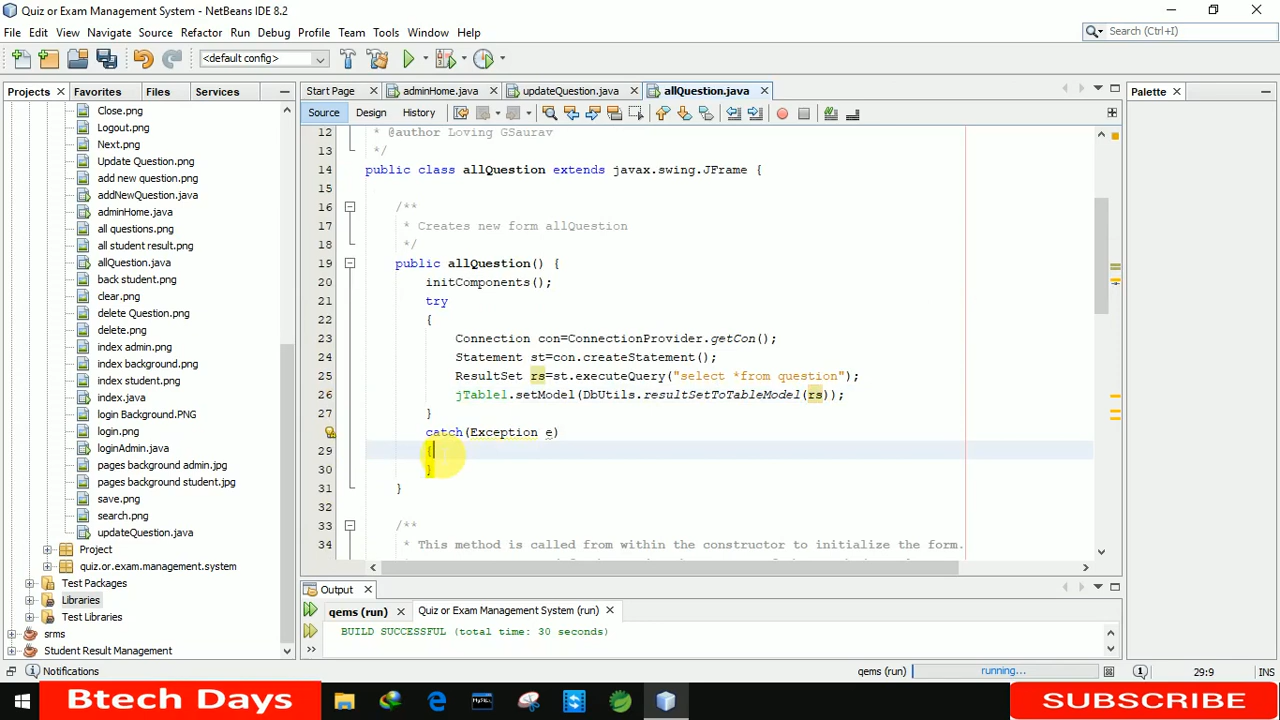 Quiz or Exam Management System - NetBeans IDE 8.2
File Edit View Navigate Source Refactor Run Debug Profile Team Tools Window Help
Search (Ctrl+I)
<default config>
Projects Favorites Files Services
Start Page adminHome.java updateQuestion.java allQuestion.java
Palette
Source Design History
Close.png
Logout.png
Next.png
Update Question.png
add new question.png
addNewQuestion.java
adminHome.java
all questions.png
all student result.png
allQuestion.java
back student.png
clear.png
delete Question.png
delete.png
index admin.png
index background.png
index student.png
index.java
login Background.PNG
loginAdmin.java
pages background admin.jpg
pages background student.jpg
save.png
search.png
updateQuestion.java
Project
quiz.or.exam.management.system
Test Packages
Libraries
Test Libraries
srms
Student Result Management
12 * @author Loving GSaurav
13 */
14 public class allQuestion extends javax.swing.JFrame {
15
16 /**
17 * Creates new form allQuestion
18 */
19 public allQuestion() {
20 initComponents();
21 try
22 {
23 Connection con=ConnectionProvider.getCon();
24 Statement st=con.createStatement();
25 ResultSet rs=st.executeQuery("select *from question");
26 jTable1.setModel(DbUtils.resultSetToTableModel(rs));
27 }
catch(Exception e)
29 {
30 }
31 }
32
33 /**
34 * This method is called from within the constructor to initialize the form.
Output
qems (run) Quiz or Exam Management System (run)
BUILD SUCCESSFUL (total time: 30 seconds)
Notifications
qems (run) running... 29:9 INS
Btech Days
SUBSCRIBE